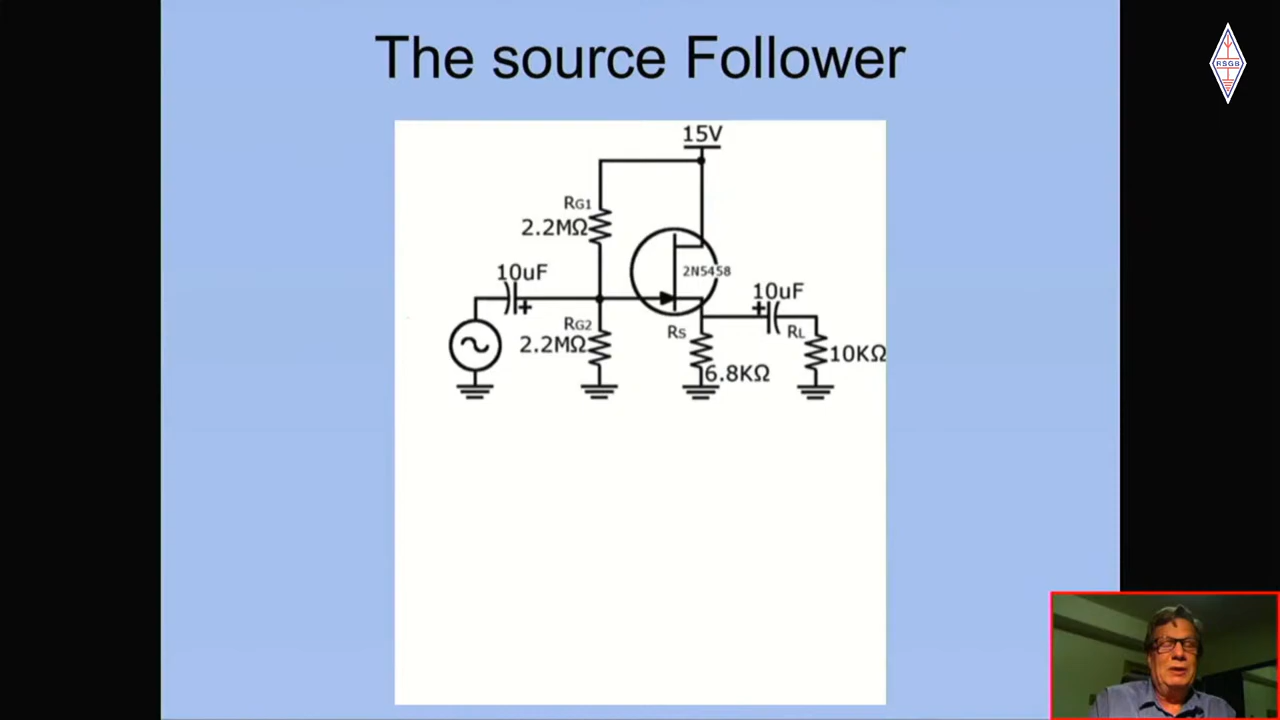 The source Follower
RSGB
15V
RG1
2.2MΩ
2N5458
10uF
10uF
RG2
2.2MΩ
RS
RL
10KΩ
6.8KΩ